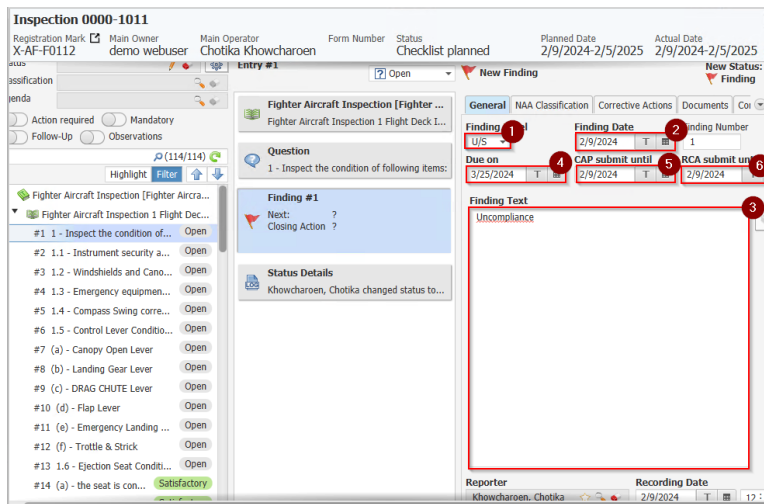 Inspection 0000-1011
Registration Mark Main Owner Main Operator Form Number Status Planned Date Actual Date
X-AF-F0112 demo webuser Chotika Khowcharoen Checklist planned 2/9/2024-2/5/2025 2/9/2024-2/5/2025
Entry #1
? Open
New Finding
New Status:
Finding
Action required Mandatory
Follow-Up Observations
(114/114)
Highlight Filter
Fighter Aircraft Inspection [Fighter Aircra...
Fighter Aircraft Inspection 1 Flight Dec...
#1 1 - Inspect the condition of... Open
#2 1.1 - Instrument security a... Open
#3 1.2 - Windshields and Cano... Open
#4 1.3 - Emergency equipmen... Open
#5 1.4 - Compass Swing corre... Open
#6 1.5 - Control Lever Conditio... Open
#7 (a) - Canopy Open Lever Open
#8 (b) - Landing Gear Lever Open
#9 (c) - DRAG CHUTE Lever Open
#10 (d) - Flap Lever Open
#11 (e) - Emergency Landing ... Open
#12 (f) - Trottle & Strick Open
#13 1.6 - Ejection Seat Conditi... Open
#14 (a) - the seat is con... Satisfactory
Fighter Aircraft Inspection [Fighter ...
Fighter Aircraft Inspection 1 Flight Deck I...
Question
1 - Inspect the condition of following items:
Finding #1
Next: ?
Closing Action ?
Status Details
Khowcharoen, Chotika changed status to...
General NAA Classification Corrective Actions Documents
1 Finding Date 2 Finding Number
U/S 2/9/2024 T 1
Due on 4 CAP submit until 5 RCA submit 6
3/25/2024 T 2/9/2024 T 2/9/2024 T
Finding Text 3
Uncompliance
Reporter Recording Date
Khowcharoen, Chotika 2/9/2024 T 12 :